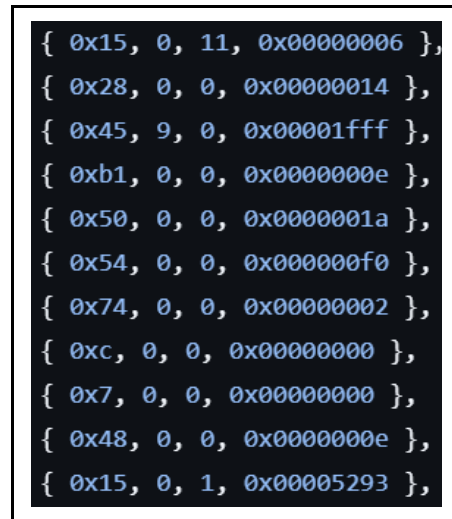 { 0x15, 0, 11, 0x00000006 },
{ 0x28, 0, 0, 0x00000014 },
{ 0x45, 9, 0, 0x00001fff },
{ 0xb1, 0, 0, 0x0000000e },
{ 0x50, 0, 0, 0x0000001a },
{ 0x54, 0, 0, 0x000000f0 },
{ 0x74, 0, 0, 0x00000002 },
{ 0xc, 0, 0, 0x00000000 },
{ 0x7, 0, 0, 0x00000000 },
{ 0x48, 0, 0, 0x0000000e },
{ 0x15, 0, 1, 0x00005293 },